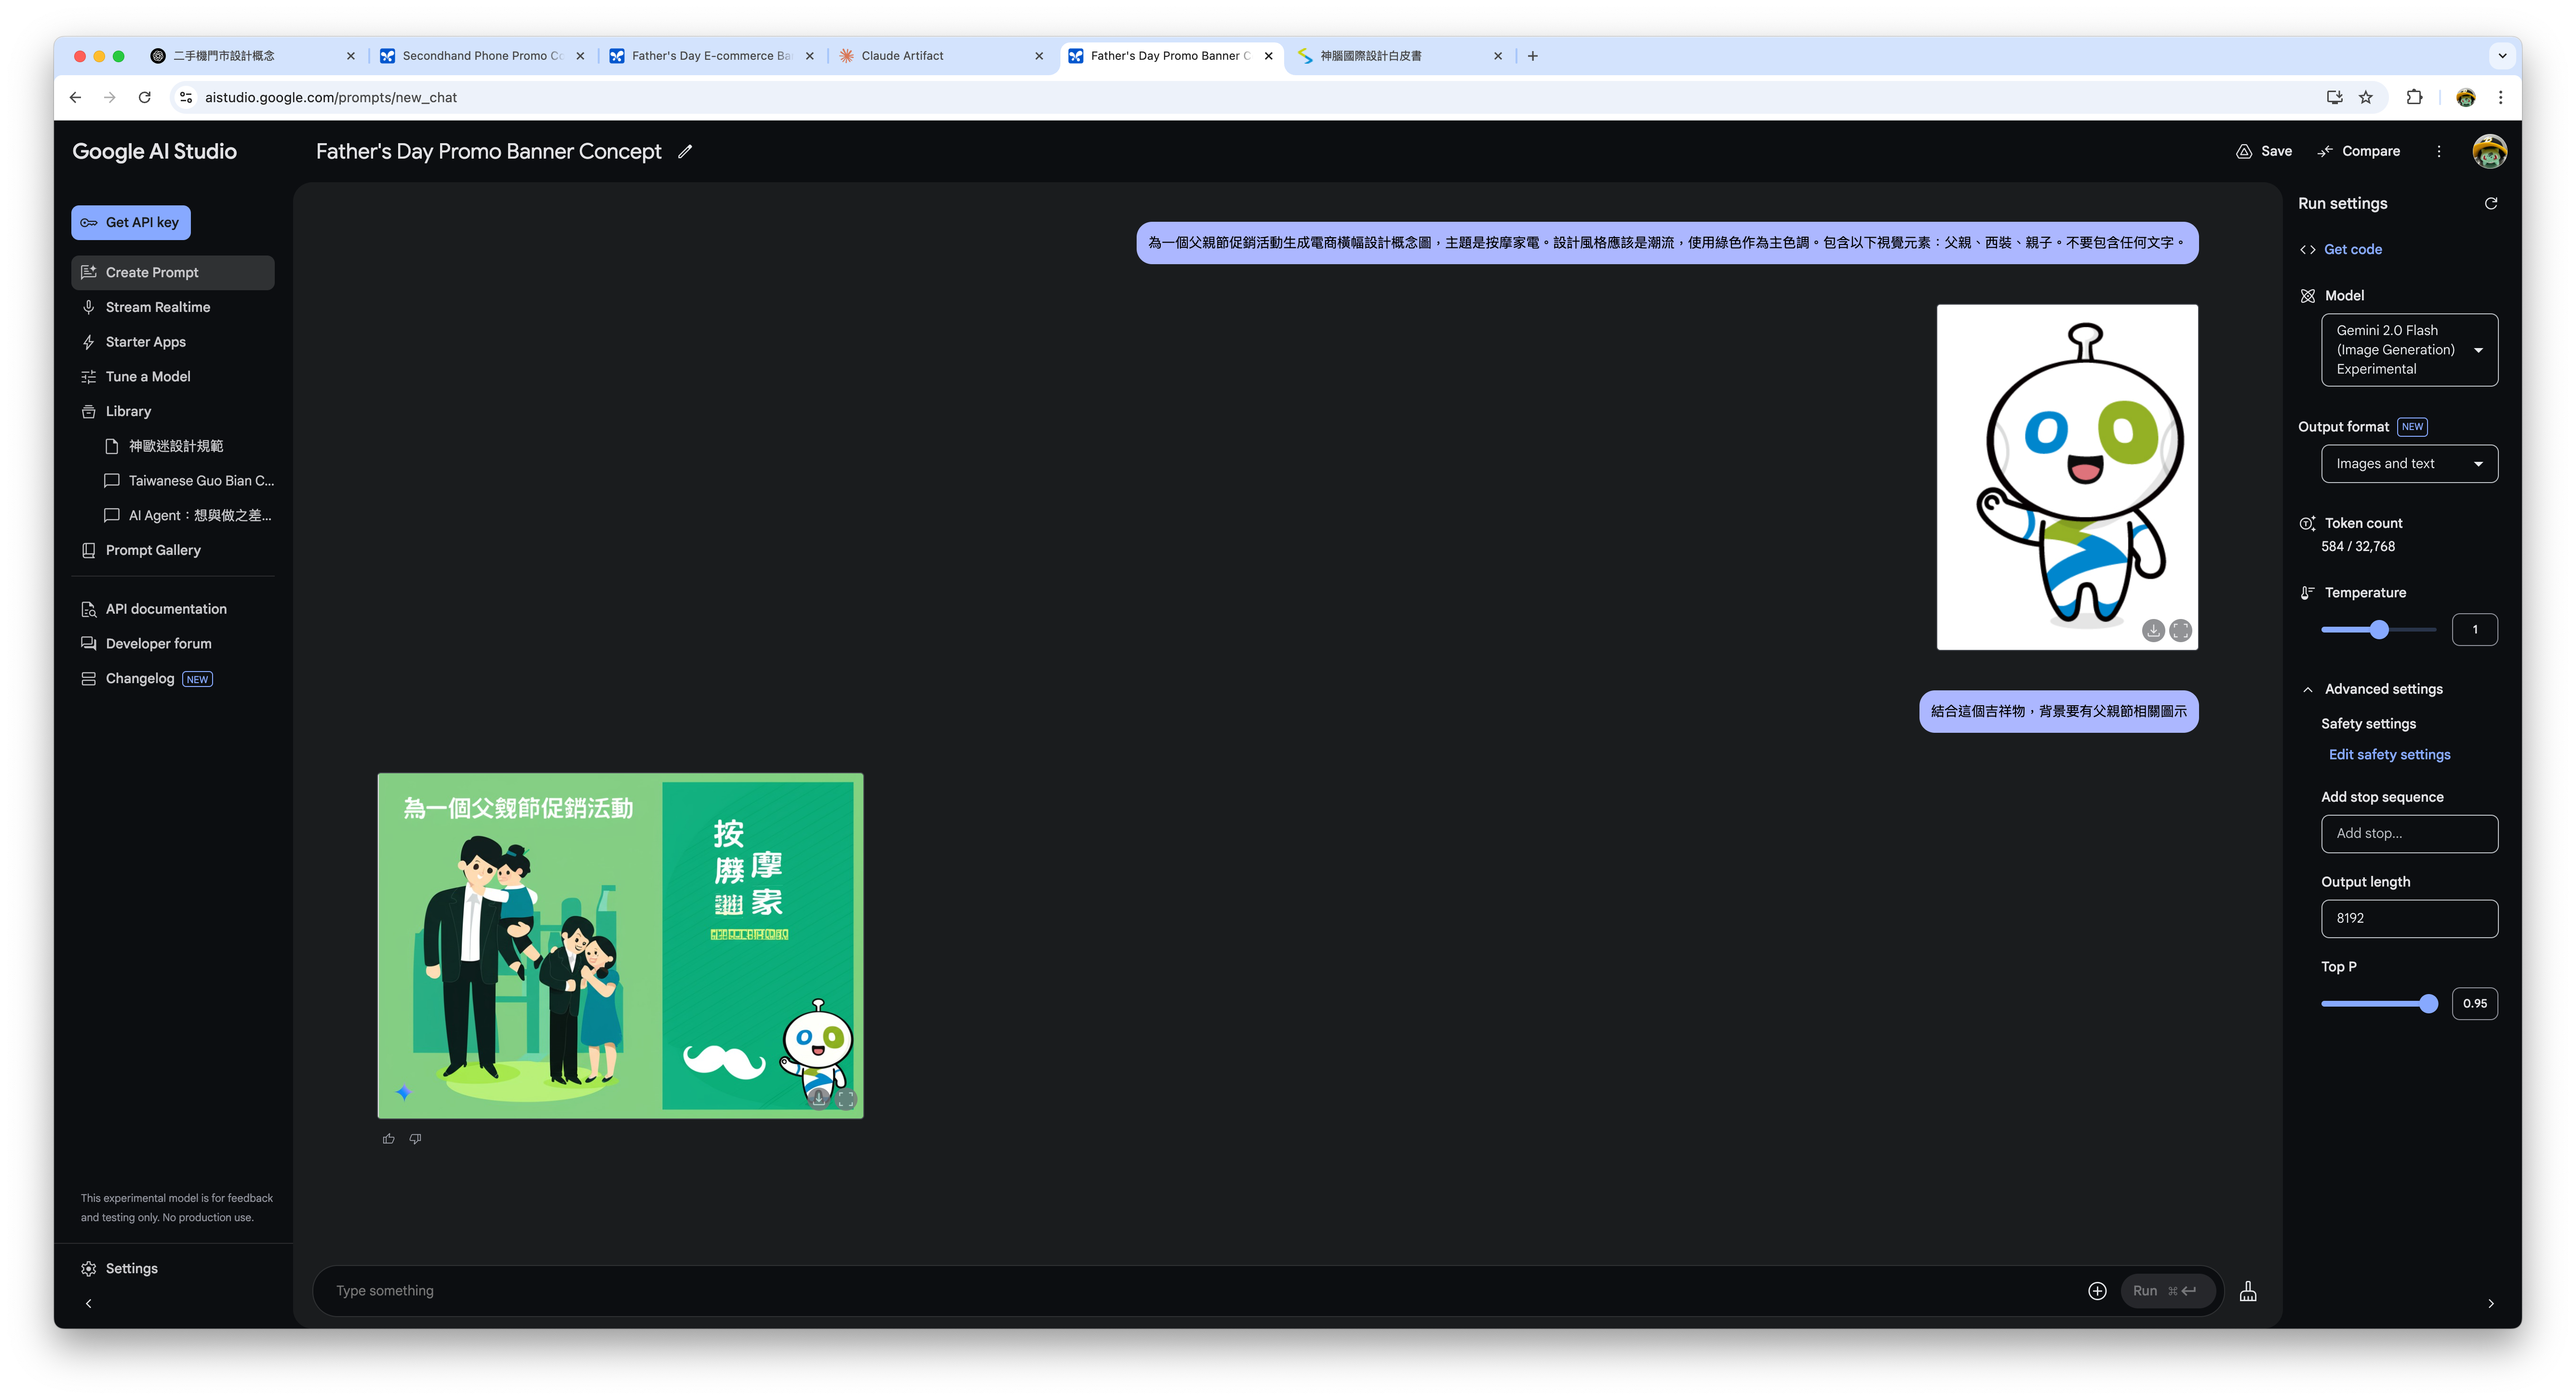 二手機門市設計概念
Secondhand Phone Promo Co
Father's Day E-commerce Ba
Claude Artifact
Father's Day Promo Banner C
神腦國際設計白皮書
aistudio.google.com/prompts/new_chat
Google AI Studio
Father's Day Promo Banner Concept
Save
Compare
Get API key
Create Prompt
Stream Realtime
Starter Apps
Tune a Model
Library
神歐迷設計規範
Taiwanese Guo Bian C...
AI Agent：想與做之差...
Prompt Gallery
API documentation
Developer forum
Changelog NEW
This experimental model is for feedback
and testing only. No production use.
Settings
為一個父親節促銷活動生成電商橫幅設計概念圖，主題是按摩家電。設計風格應該是潮流，使用綠色作為主色調。包含以下視覺元素：父親、西裝、親子。不要包含任何文字。
結合這個吉祥物，背景要有父親節相關圖示
為一個父親節促銷活動
按
摩
家
Type something
Run ⌘
Run settings
Get code
Model
Gemini 2.0 Flash
(Image Generation)
Experimental
Output format NEW
Images and text
Token count
584 / 32,768
Temperature
1
Advanced settings
Safety settings
Edit safety settings
Add stop sequence
Add stop...
Output length
8192
Top P
0.95